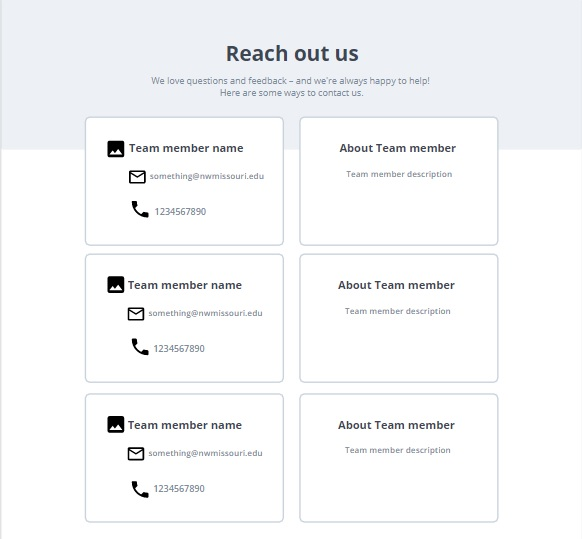 Reach out us
We love questions and feedback – and we're always happy to help!
Here are some ways to contact us.
Team member name
something@nwmissouri.edu
1234567890
About Team member
Team member description
Team member name
something@nwmissouri.edu
1234567890
About Team member
Team member description
Team member name
something@nwmissouri.edu
1234567890
About Team member
Team member description